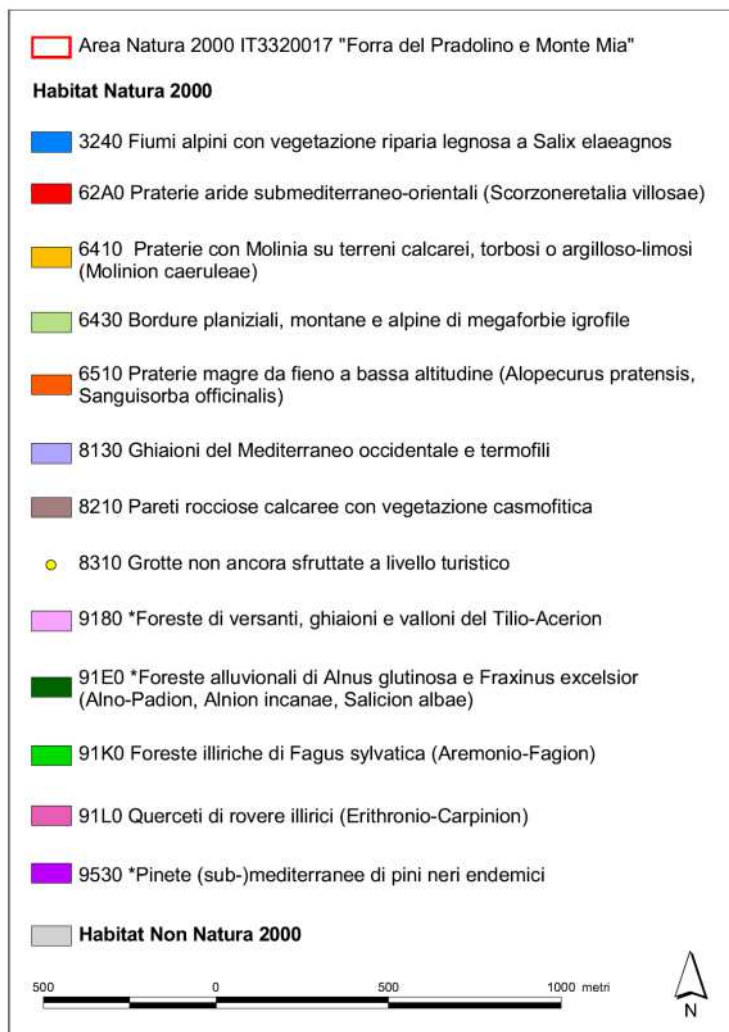 Area Natura 2000 IT3320017 "Forra del Pradolino e Monte Mia"
Habitat Natura 2000
3240 Fiumi alpini con vegetazione riparia legnosa a Salix elaeagnos
62A0 Praterie aride submediterraneo-orientali (Scorzoneretalia villosae)
6410 Praterie con Molinia su terreni calcarei, torbosi o argilloso-limosi
(Molinion caeruleae)
6430 Bordure planiziali, montane e alpine di megaforbie igrofile
6510 Praterie magre da fieno a bassa altitudine (Alopecurus pratensis,
Sanguisorba officinalis)
8130 Ghiaioni del Mediterraneo occidentale e termofili
8210 Pareti rocciose calcaree con vegetazione casmofitica
8310 Grotte non ancora sfruttate a livello turistico
9180 *Foreste di versanti, ghiaioni e valloni del Tilio-Acerion
91E0 *Foreste alluvionali di Alnus glutinosa e Fraxinus excelsior
(Alno-Padion, Alnion incanae, Salicion albae)
91K0 Foreste illiriche di Fagus sylvatica (Aremonio-Fagion)
91L0 Querceti di rovere illirici (Erithronio-Carpinion)
9530 *Pinete (sub-)mediterranee di pini neri endemici
Habitat Non Natura 2000
500 0 500 1000 metri
N